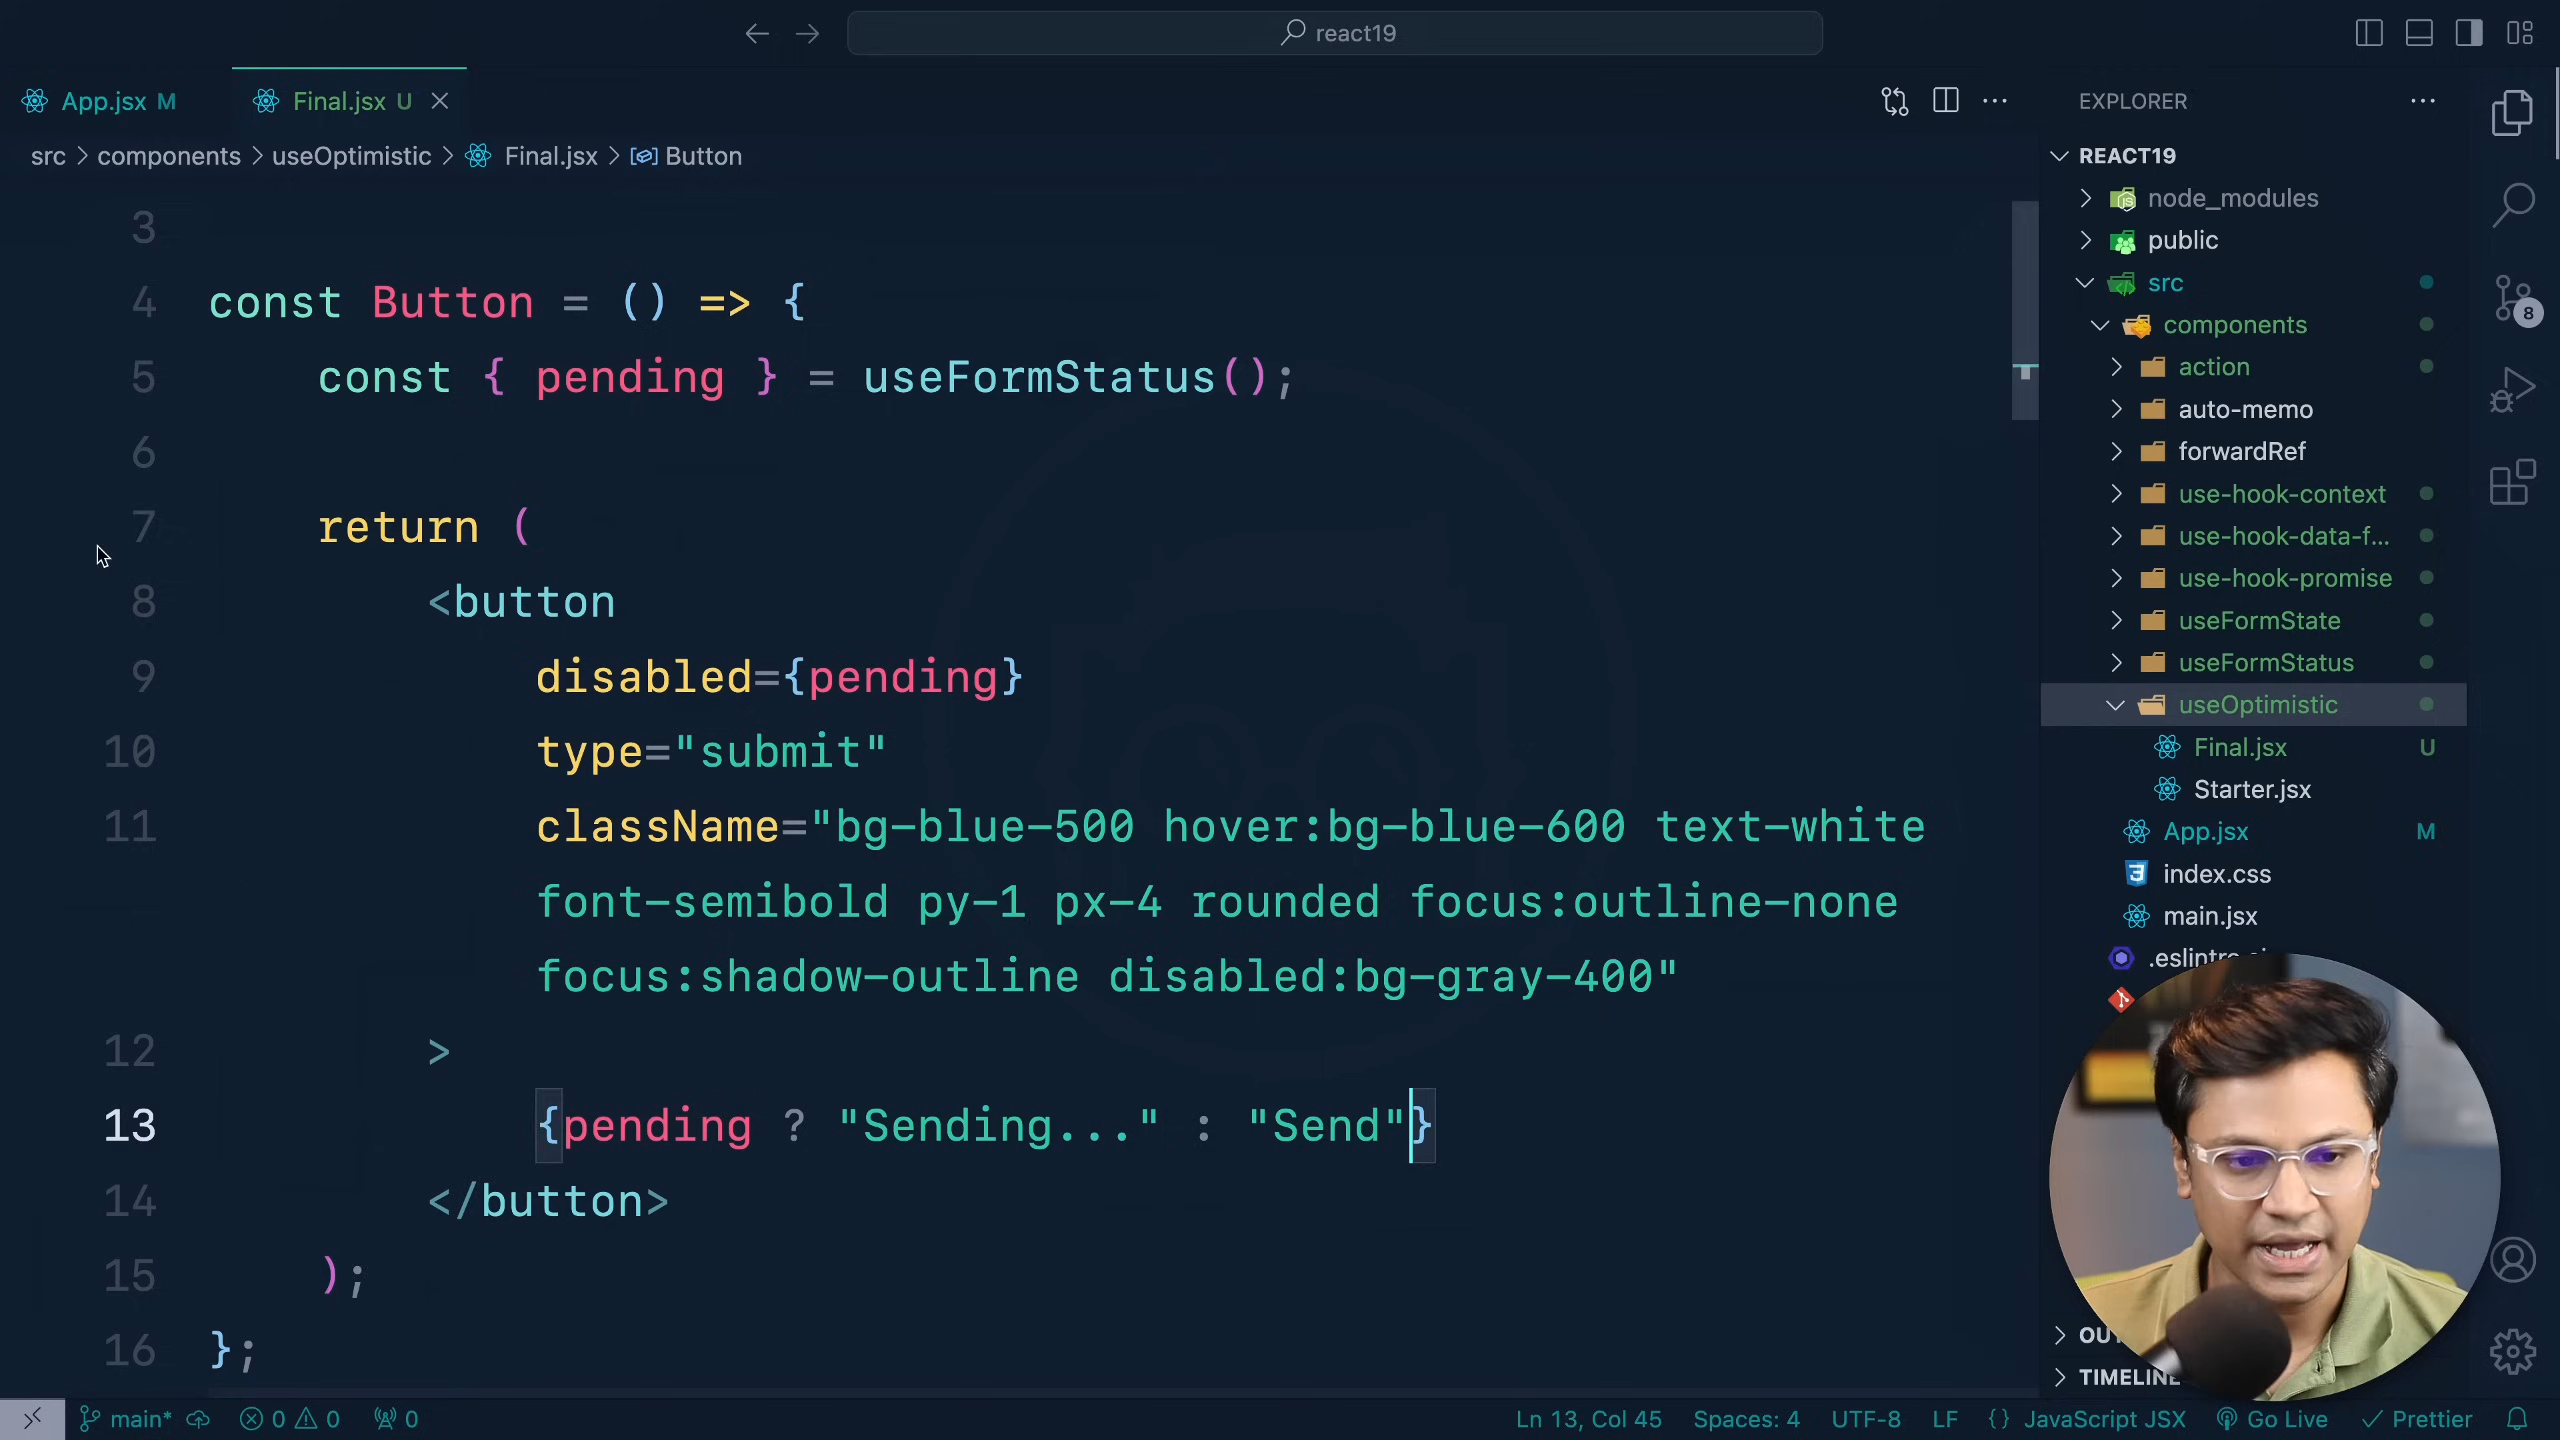 react19
App.jsx M
Final.jsx U
src > components > useOptimistic > Final.jsx > Button
3
4 const Button = () => {
5 const { pending } = useFormStatus();
6
7 return (
8 <button
9 disabled={pending}
10 type="submit"
11 className="bg-blue-500 hover:bg-blue-600 text-white
font-semibold py-1 px-4 rounded focus:outline-none
focus:shadow-outline disabled:bg-gray-400"
12 >
13 {pending ? "Sending..." : "Send"}
14 </button>
15 );
16 };
EXPLORER
REACT19
node_modules
public
src
components
action
auto-memo
forwardRef
use-hook-context
use-hook-data-f...
use-hook-promise
useFormState
useFormStatus
useOptimistic
Final.jsx U
Starter.jsx
App.jsx M
index.css
main.jsx
TIMELINE
8
main* 0 0 0
Ln 13, Col 45 Spaces: 4 UTF-8 LF {} JavaScript JSX Go Live Prettier